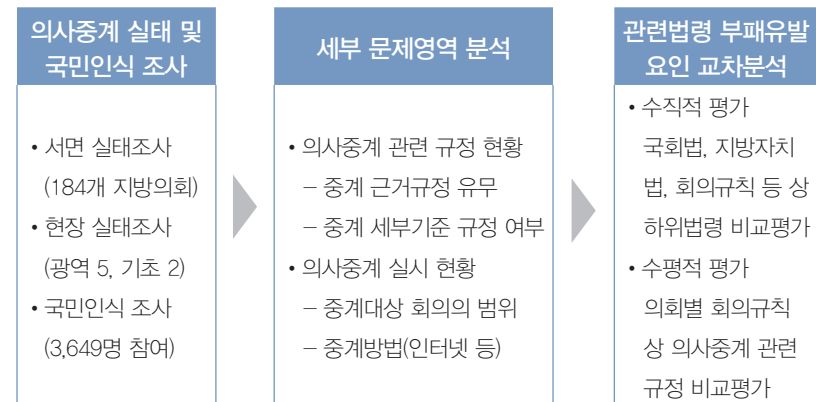 의사중계 실태 및
국민인식 조사
• 서면 실태조사
(184개 지방의회)
• 현장 실태조사
(광역 5, 기초 2)
• 국민인식 조사
(3,649명 참여)
세부 문제영역 분석
• 의사중계 관련 규정 현황
– 중계 근거규정 유무
– 중계 세부기준 규정 여부
• 의사중계 실시 현황
– 중계대상 회의의 범위
– 중계방법(인터넷 등)
관련법령 부패유발
요인 교차분석
• 수직적 평가
국회법, 지방자치
법, 회의규칙 등 상
하위법령 비교평가
• 수평적 평가
의회별 회의규칙
상 의사중계 관련
규정 비교평가